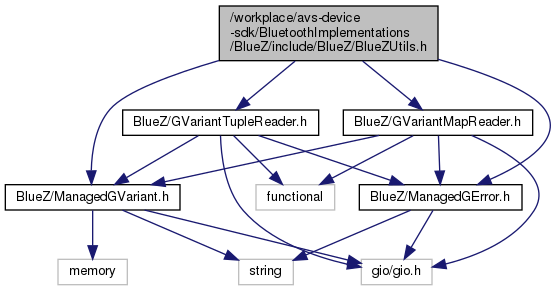 /workplace/avs-device
-sdk/BluetoothImplementations
/BlueZ/include/BlueZ/BlueZUtils.h
BlueZ/GVariantTupleReader.h
BlueZ/GVariantMapReader.h
BlueZ/ManagedGVariant.h
functional
BlueZ/ManagedGError.h
memory
string
gio/gio.h